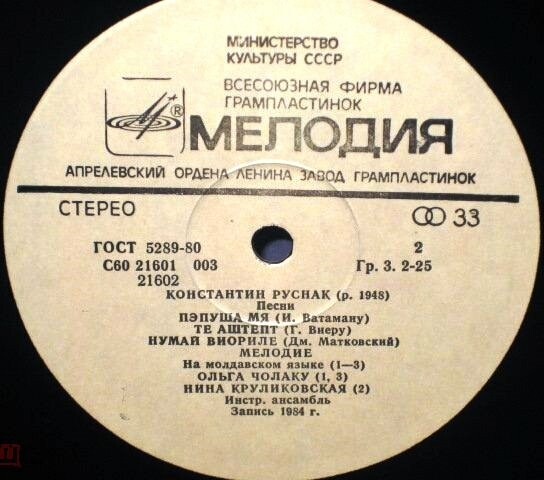 МИНИСТЕРСТВО
КУЛЬТУРЫ СССР
ВСЕСОЮЗНАЯ ФИРМА
ГРАМПЛАСТИНОК
®
МЕЛОДИЯ
АПРЕЛЕВСКИЙ ОРДЕНА ЛЕНИНА ЗАВОД ГРАМПЛАСТИНОК
СТЕРЕО 33
ГОСТ 5289-80 2
С60 21601 003 Гр. 3. 2-25
21602
КОНСТАНТИН РУСНАК (р. 1948)
Песни
ПЭПУША МЯ (И. Ватаману)
ТЕ АШТЕПТ (Г. Виеру)
НУМАЙ ВИОРИЛЕ (Дм. Матковский)
МЕЛОДИЕ
На молдавском языке (1—3)
ОЛЬГА ЧОЛАКУ (1, 3)
НИНА КРУЛИКОВСКАЯ (2)
Инстр. ансамбль
Запись 1984 г.